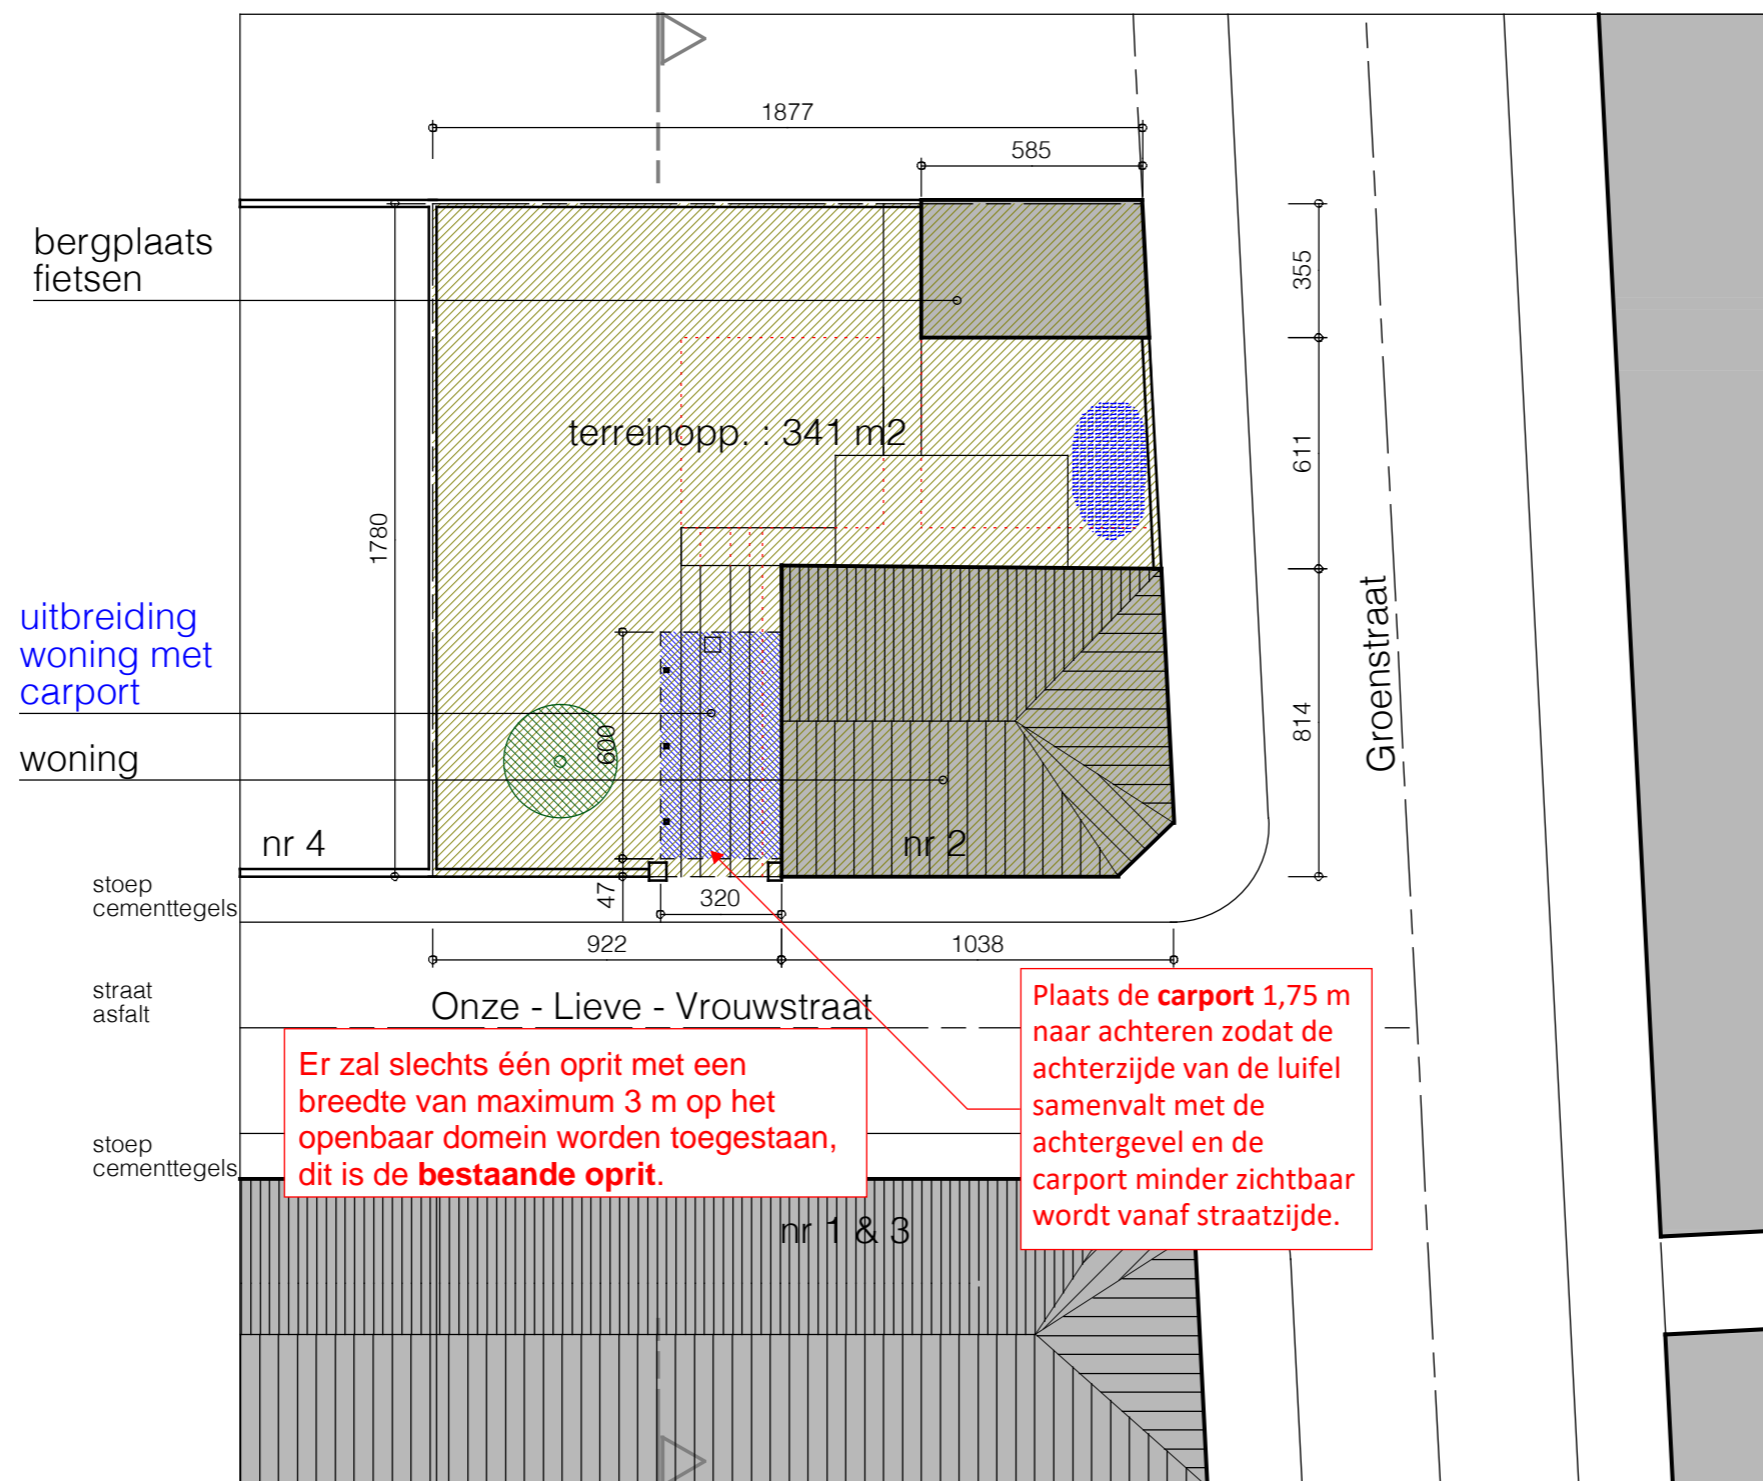 1877
585
bergplaats
fietsen
355
terreinopp. : 341 m2
611
1780
uitbreiding
woning met
carport
600
woning
814
Groenstraat
nr 4
nr 2
stoep
cementtegels
47
320
922
1038
straat
asfalt
Onze - Lieve - Vrouwstraat
Plaats de carport 1,75 m
naar achteren zodat de
achterzijde van de luifel
samenvalt met de
achtergevel en de
carport minder zichtbaar
wordt vanaf straatzijde.
Er zal slechts één oprit met een
breedte van maximum 3 m op het
openbaar domein worden toegestaan,
dit is de bestaande oprit.
stoep
cementtegels
nr 1 & 3